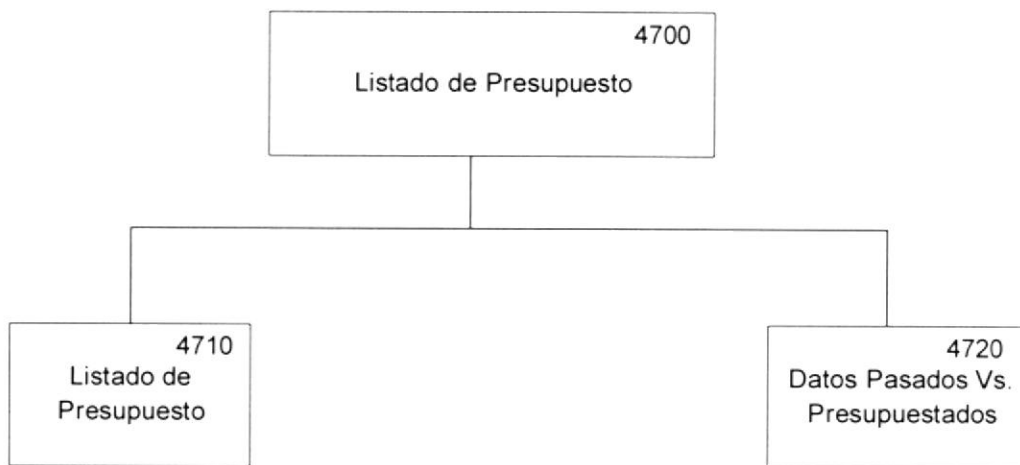 4700
Listado de Presupuesto
4710
Listado de
Presupuesto
4720
Datos Pasados Vs.
Presupuestados